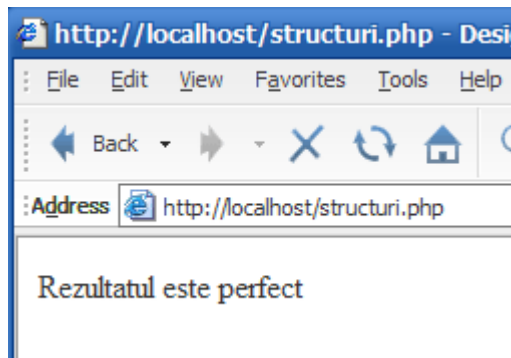 http://localhost/structuri.php - Desi
File Edit View Favorites Tools Help
Back
Address http://localhost/structuri.php
Rezultatul este perfect